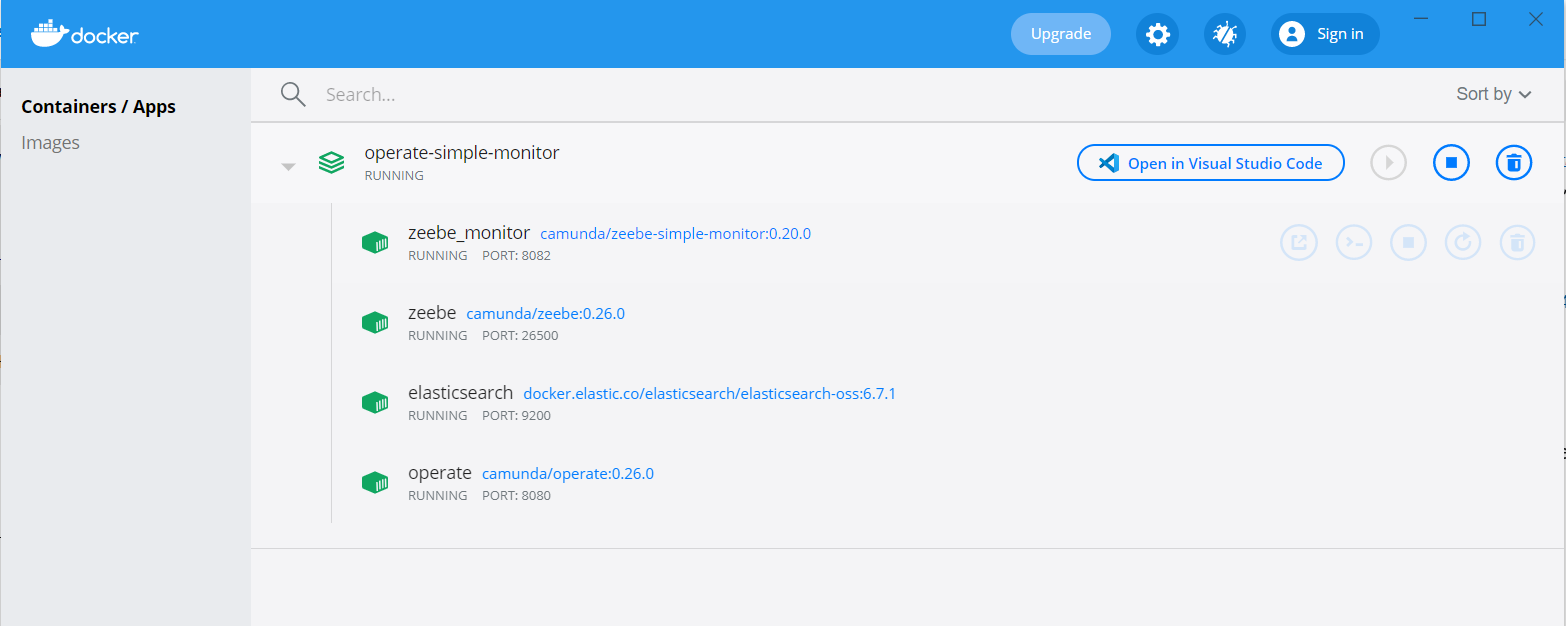 docker
Upgrade
Sign in
Containers / Apps
Images
Search...
Sort by
operate-simple-monitor
RUNNING
Open in Visual Studio Code
zeebe_monitor camunda/zeebe-simple-monitor:0.20.0
RUNNING PORT: 8082
zeebe camunda/zeebe:0.26.0
RUNNING PORT: 26500
elasticsearch docker.elastic.co/elasticsearch/elasticsearch-oss:6.7.1
RUNNING PORT: 9200
operate camunda/operate:0.26.0
RUNNING PORT: 8080